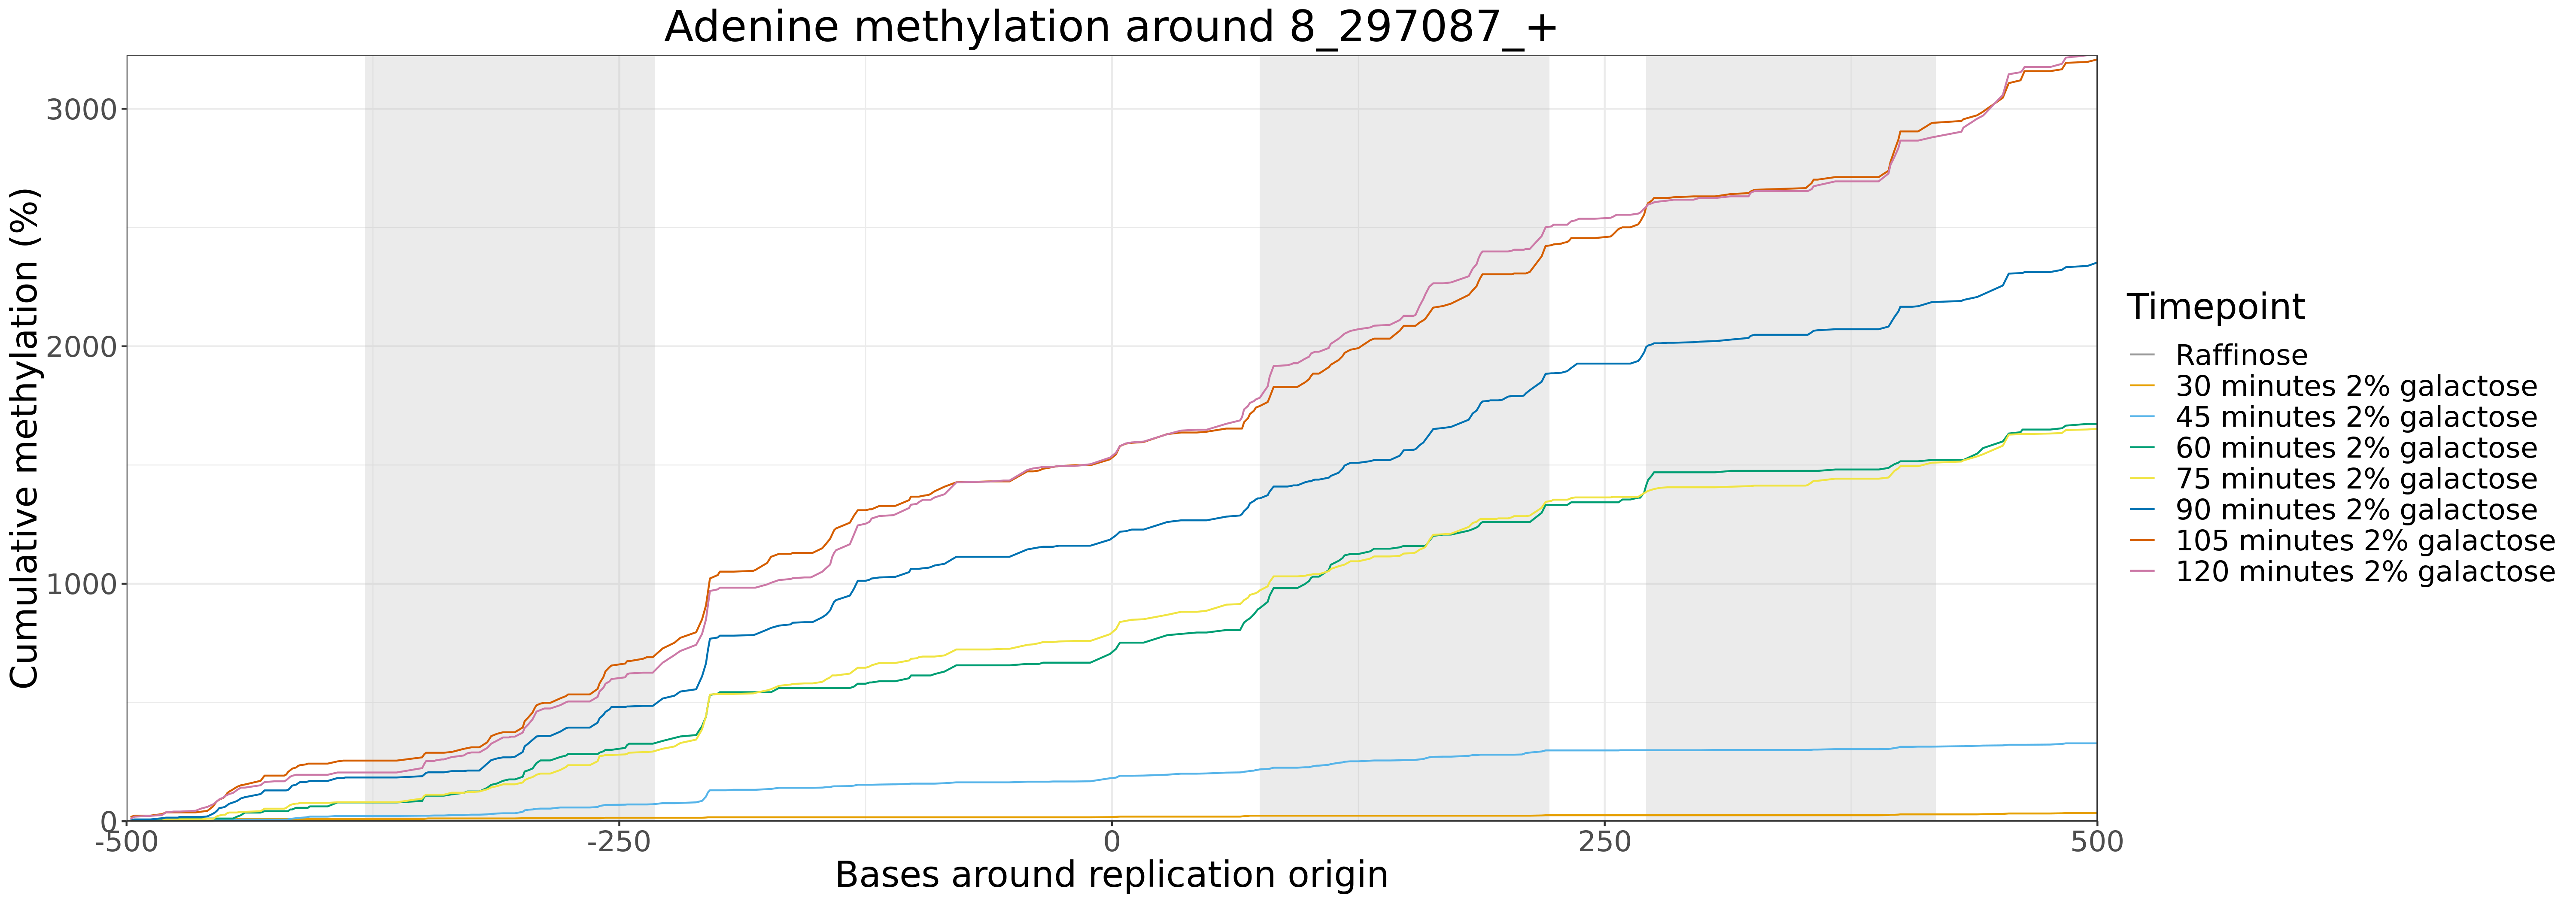 Adenine methylation around 8_297087_+
Cumulative methylation (%)
3000
2000
1000
0
-500
-250
0
250
500
Bases around replication origin
Timepoint
Raffinose
30 minutes 2% galactose
45 minutes 2% galactose
60 minutes 2% galactose
75 minutes 2% galactose
90 minutes 2% galactose
105 minutes 2% galactose
120 minutes 2% galactose